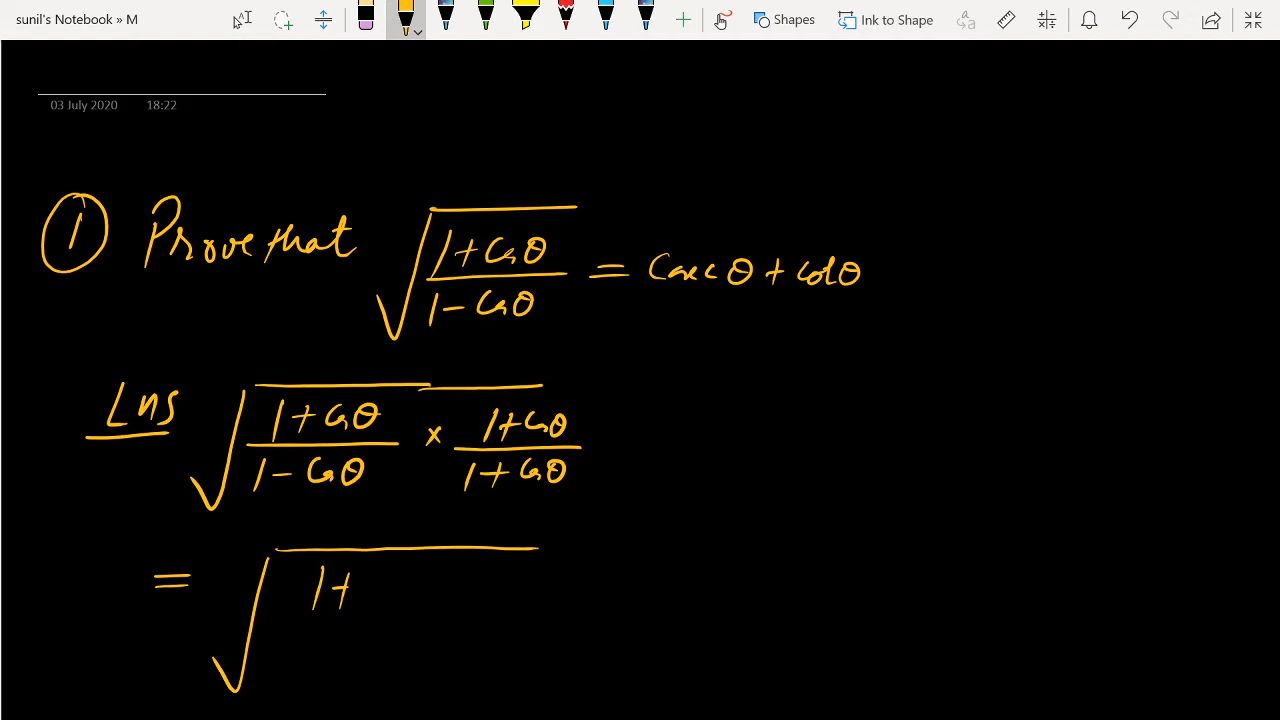 sunil's Notebook » M
Shapes
Ink to Shape
03 July 2020 18:22
① Prove that √((1+Cosθ)/(1-Cosθ)) = Cosecθ + cotθ
LHS √((1+Cosθ)/(1-Cosθ) × (1+Cosθ)/(1+Cosθ))
= √(1+